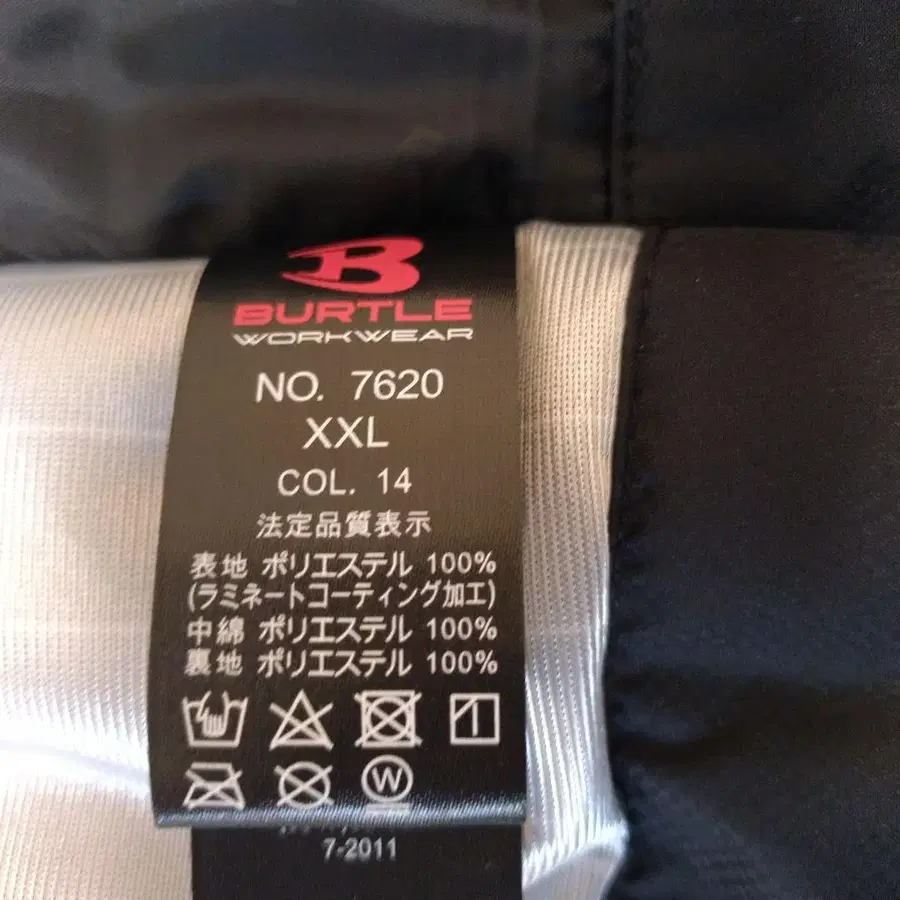 B
BURTLE
WORKWEAR
NO. 7620
XXL
COL. 14
法定品質表示
表地 ポリエステル 100%
(ラミネートコーティング加工)
中綿 ポリエステル 100%
裏地 ポリエステル 100%
W
7-2011